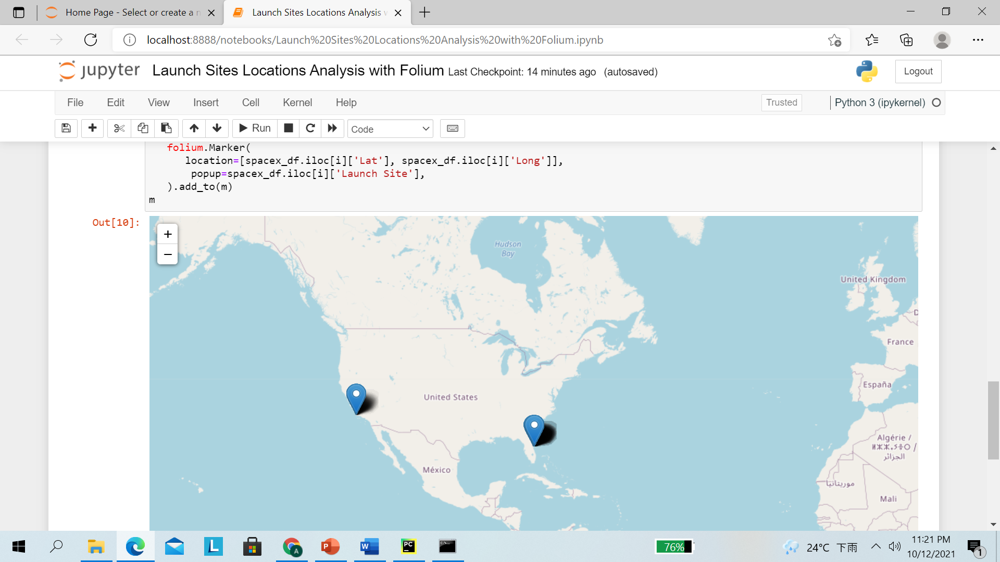 Home Page - Select or create a n
Launch Sites Locations Analysis w
localhost:8888/notebooks/Launch%20Sites%20Locations%20Analysis%20with%20Folium.ipynb
jupyter Launch Sites Locations Analysis with Folium Last Checkpoint: 14 minutes ago (autosaved)
Logout
File Edit View Insert Cell Kernel Help
Trusted
Python 3 (ipykernel)
Run
Code
folium.Marker(
location=[spacex_df.iloc[i]['Lat'], spacex_df.iloc[i]['Long']],
popup=spacex_df.iloc[i]['Launch Site'],
).add_to(m)
m
Out[10]:
+
−
Hudson
Bay
United Kingdom
D
France
United States
España
Algérie /
ⵍⵣⵣⴰⵢⴻⵔ /
الجزائر
México
موريتانيا
Mali
L
A
P
W
PC
C:\.
76%
24°C 下雨
11:21 PM
10/12/2021
1